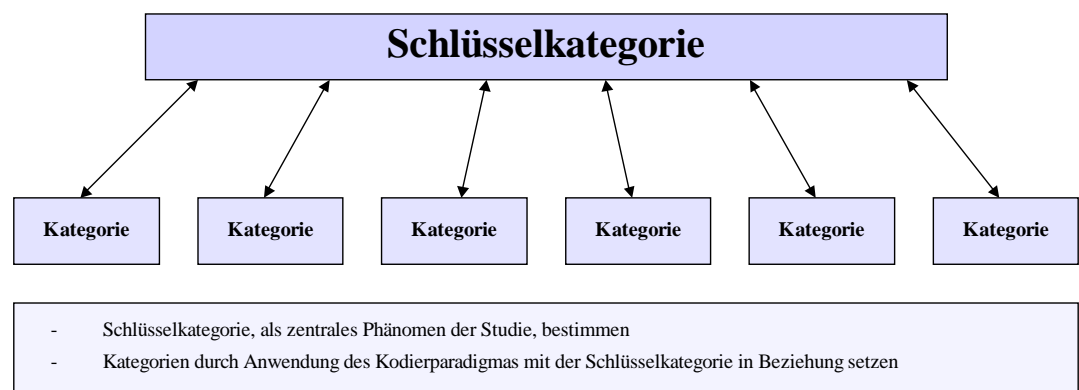 Schlüsselkategorie
Kategorie Kategorie Kategorie Kategorie Kategorie Kategorie
- Schlüsselkategorie, als zentrales Phänomen der Studie, bestimmen
- Kategorien durch Anwendung des Kodierparadigmas mit der Schlüsselkategorie in Beziehung setzen